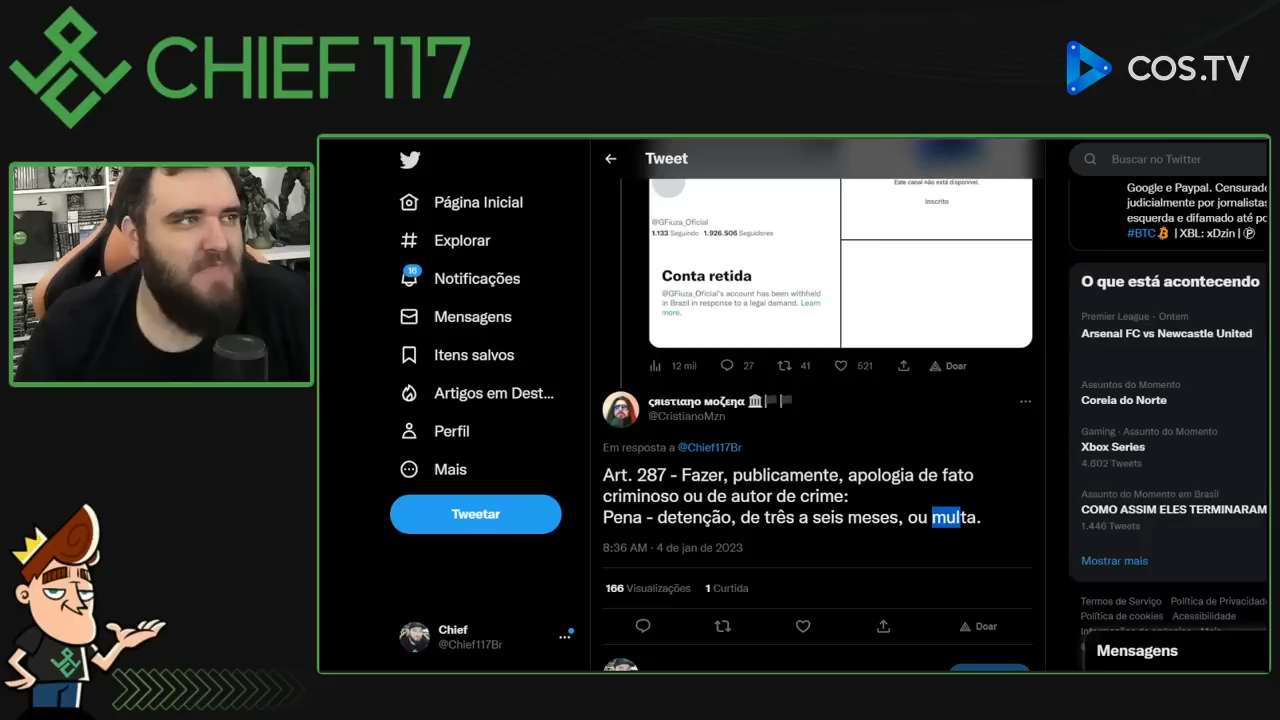 CHIEF 117
COS.TV
Página Inicial
Explorar
16
Notificações
Mensagens
Itens salvos
Artigos em Dest...
Perfil
Mais
Tweetar
Chief
@Chief117Br
...
Tweet
Este canal não está disponível.
Inscrito
@GFiuza_Oficial
1.133 Seguindo 1.926.506 Seguidores
Conta retida
@GFiuza_Oficial's account has been withheld
in Brazil in response to a legal demand. Learn
more.
12 mil 27 41 521 Doar
çʀıstıαɳo ɱoζεηα
@CristianoMzn
...
Em resposta a @Chief117Br
Art. 287 - Fazer, publicamente, apologia de fato
criminoso ou de autor de crime:
Pena - detenção, de três a seis meses, ou multa.
8:36 AM · 4 de jan de 2023
166 Visualizações 1 Curtida
Doar
Buscar no Twitter
Google e Paypal. Censurado
judicialmente por jornalistas
esquerda e difamado até po
#BTC | XBL: xDzin |
O que está acontecendo
Premier League · Ontem
Arsenal FC vs Newcastle United
Assuntos do Momento
Coreia do Norte
Gaming · Assunto do Momento
Xbox Series
4.602 Tweets
Assunto do Momento em Brasil
COMO ASSIM ELES TERMINARAM
1.446 Tweets
Mostrar mais
Termos de Serviço Política de Privacidade
Política de cookies Acessibilidade
Mensagens